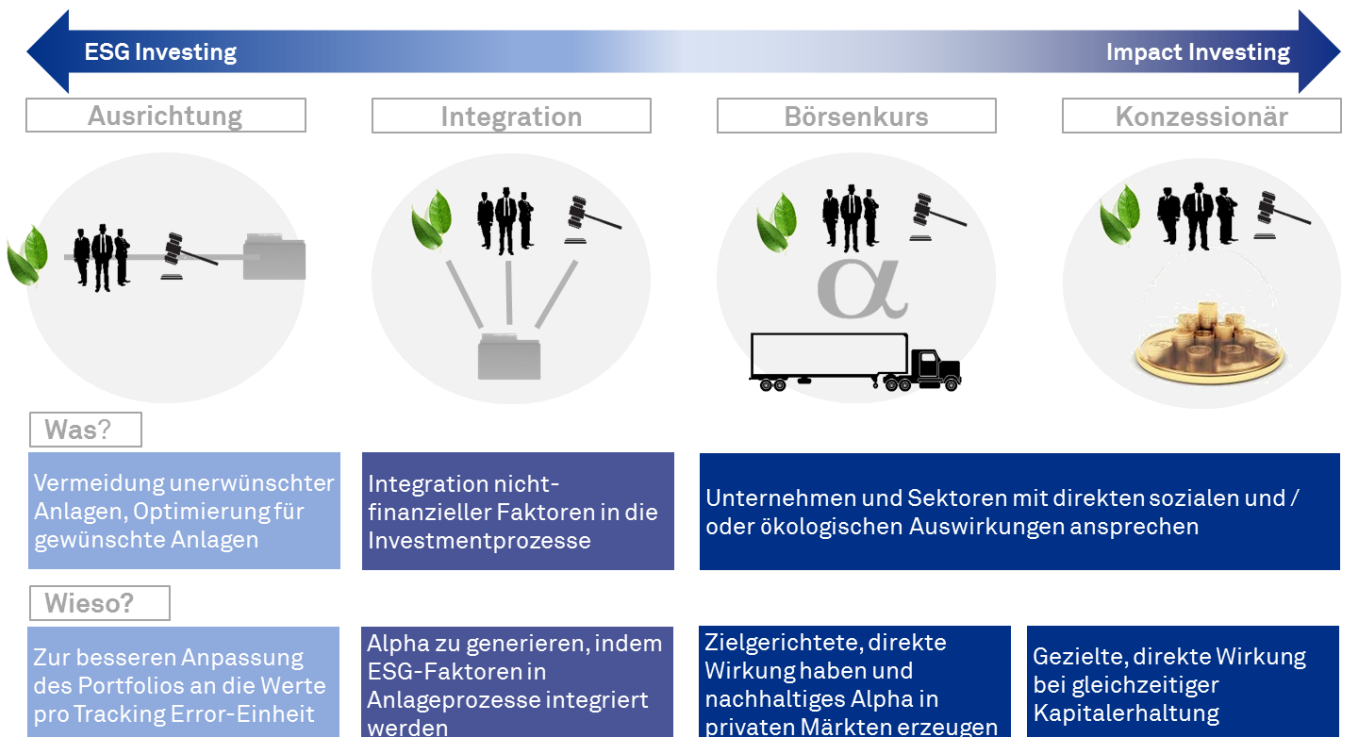 ESG Investing
Impact Investing
Ausrichtung
Integration
Börsenkurs
Konzessionär
α
Was?
Vermeidung unerwünschter
Anlagen, Optimierung für
gewünschte Anlagen
Integration nicht-
finanzieller Faktoren in die
Investmentprozesse
Unternehmen und Sektoren mit direkten sozialen und /
oder ökologischen Auswirkungen ansprechen
Wieso?
Zur besseren Anpassung
des Portfolios an die Werte
pro Tracking Error-Einheit
Alpha zu generieren, indem
ESG-Faktoren in
Anlageprozesse integriert
werden
Zielgerichtete, direkte
Wirkung haben und
nachhaltiges Alpha in
privaten Märkten erzeugen
Gezielte, direkte Wirkung
bei gleichzeitiger
Kapitalerhaltung